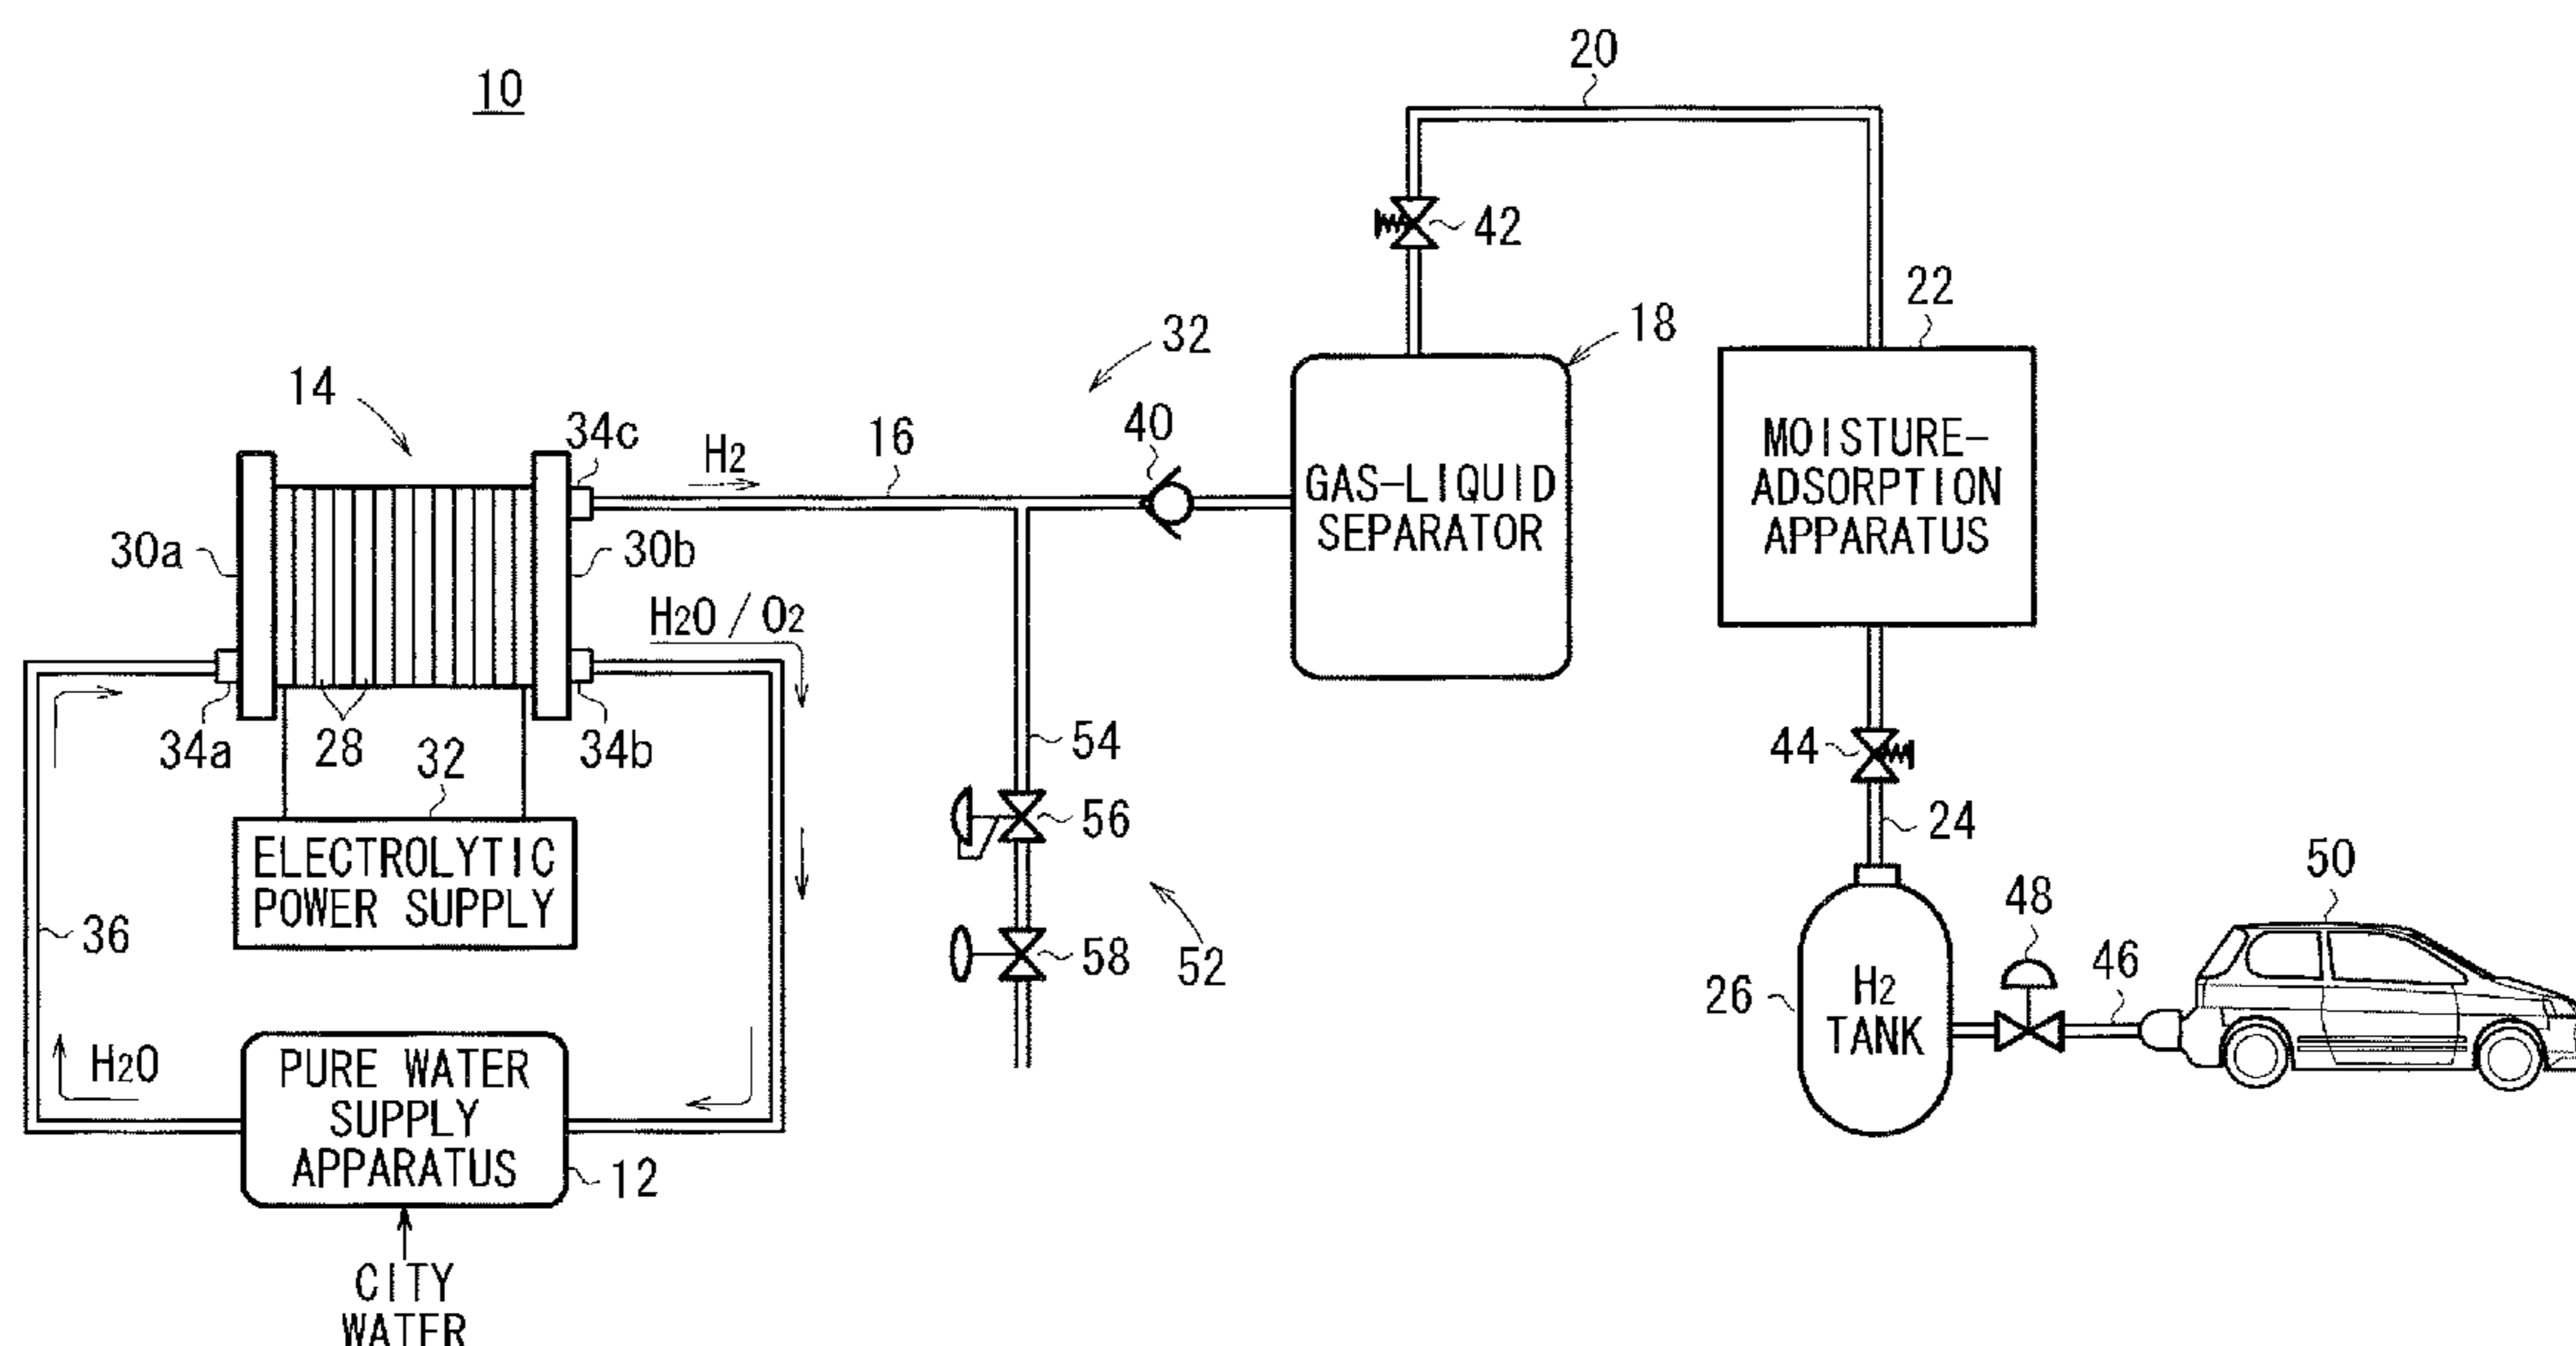 10
20
42
22
32
18
14
34c
H2
16
40
GAS-LIQUID
SEPARATOR
MOISTURE-
ADSORPTION
APPARATUS
30a
30b
H2O / O2
34a
28
32
34b
54
44
ELECTROLYTIC
POWER SUPPLY
56
24
36
58
52
50
48
46
26
H2
TANK
H2O
PURE WATER
SUPPLY
APPARATUS
12
CITY
WATER